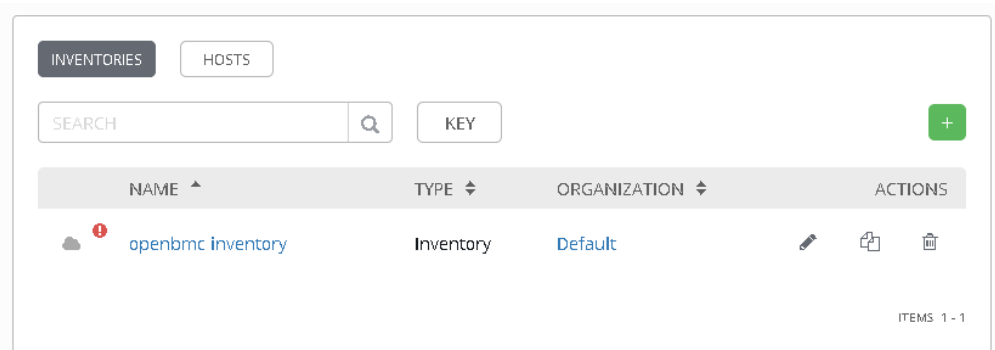 INVENTORIES HOSTS
SEARCH KEY +
NAME TYPE ORGANIZATION ACTIONS
openbmc inventory Inventory Default
ITEMS 1 - 1